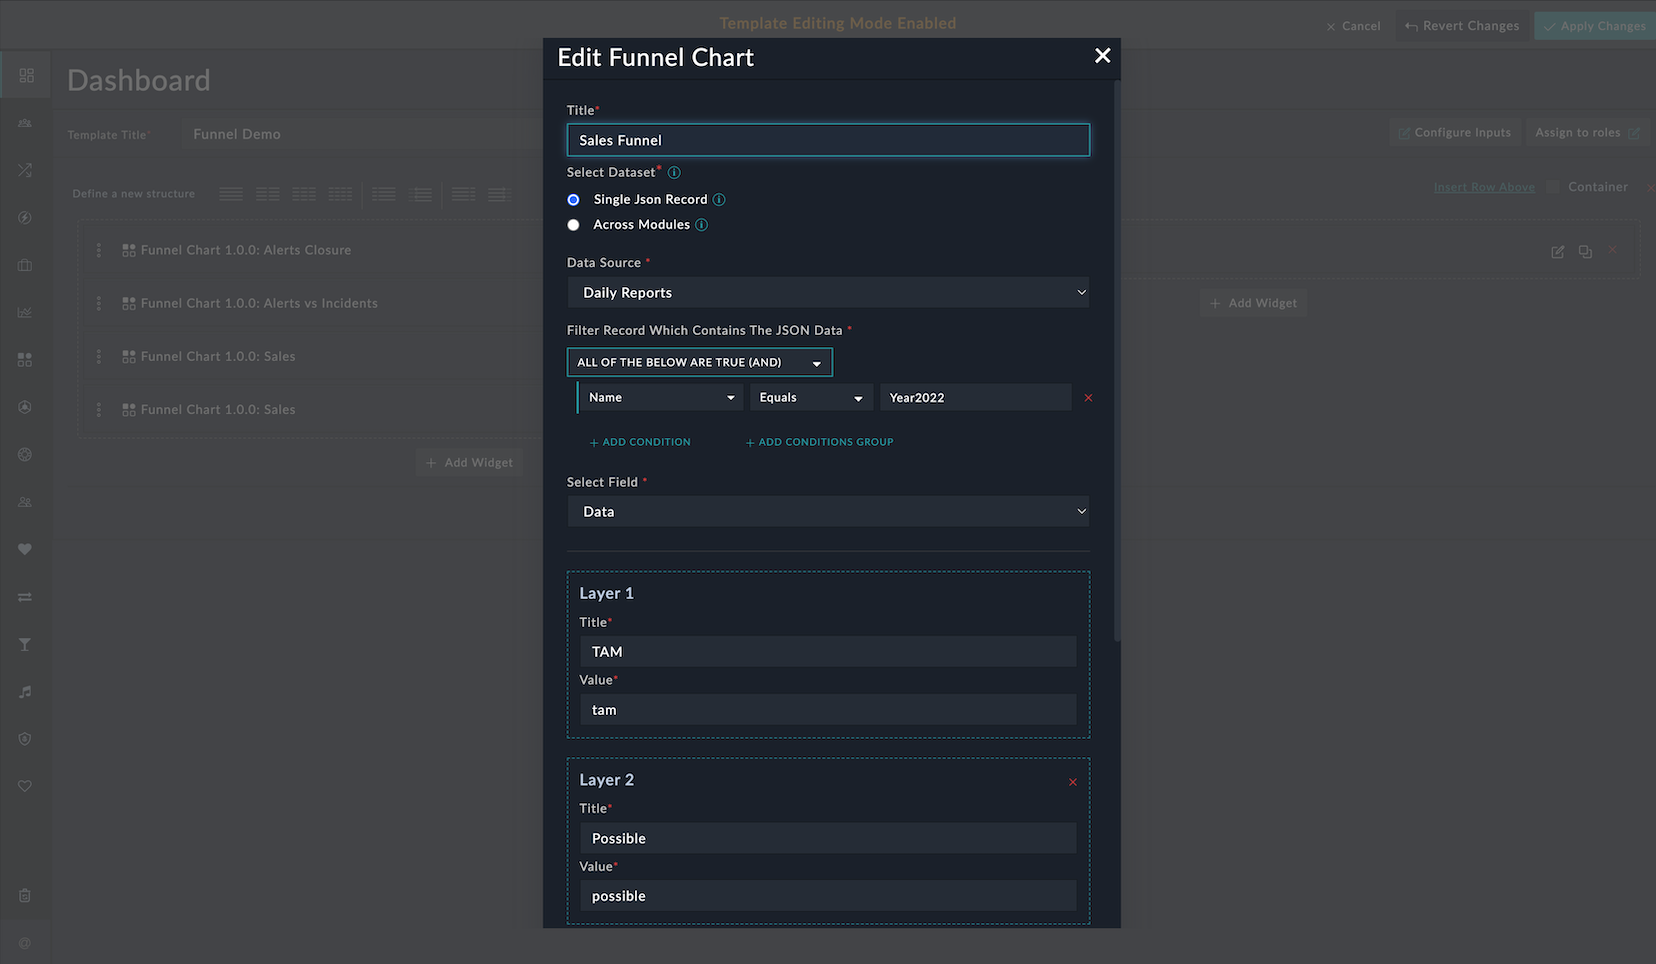 Template Editing Mode Enabled
Cancel
Revert Changes
Apply Changes
Edit Funnel Chart
Dashboard
Template Title*
Funnel Demo
Configure Inputs
Assign to roles
Define a new structure
Insert Row Above
Container
Funnel Chart 1.0.0: Alerts Closure
Funnel Chart 1.0.0: Alerts vs Incidents
+ Add Widget
Funnel Chart 1.0.0: Sales
Funnel Chart 1.0.0: Sales
+ Add Widget
Title*
Sales Funnel
Select Dataset*
Single Json Record
Across Modules
Data Source *
Daily Reports
Filter Record Which Contains The JSON Data *
ALL OF THE BELOW ARE TRUE (AND)
Name
Equals
Year2022
+ ADD CONDITION
+ ADD CONDITIONS GROUP
Select Field *
Data
Layer 1
Title*
TAM
Value*
tam
Layer 2
Title*
Possible
Value*
possible